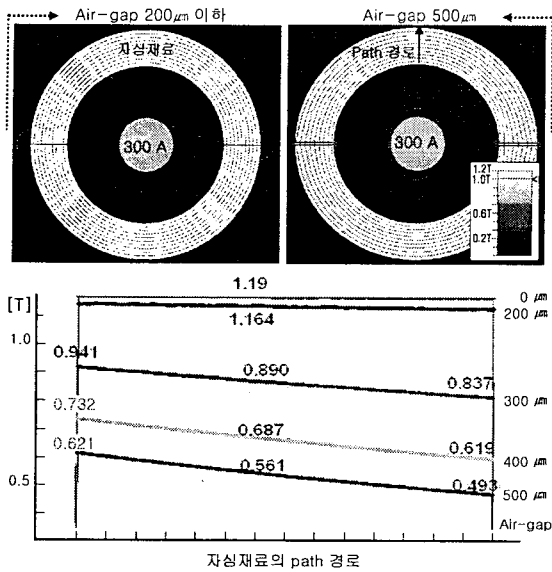 Air-gap 200㎛ 이하
Air-gap 500㎛
자심재료
Path 경로
300 A
300 A
1.2T
1.0T
0.6T
0.2T
[T]
1.0
0.5
1.19
1.164
0.941
0.890
0.837
0.732
0.687
0.619
0.621
0.561
0.493
0 ㎛
200 ㎛
300 ㎛
400 ㎛
500 ㎛
Air-gap
자심재료의 path 경로